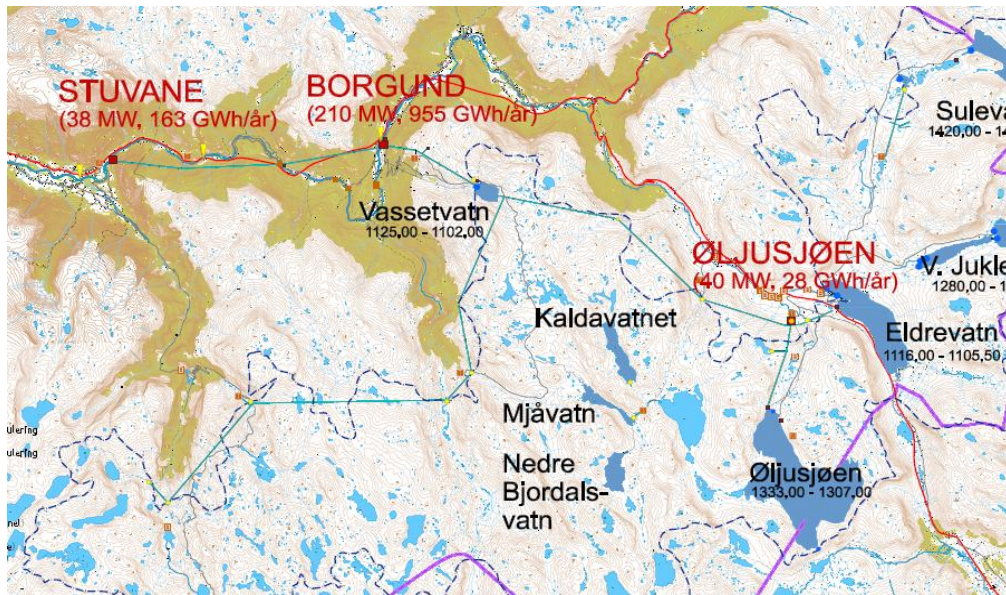 STUVANE
(38 MW, 163 GWh/år)
BORGUND
(210 MW, 955 GWh/år)
Suleva
1420,00 - 14
Vassetvatn
1125,00 - 1102,00
ØLJUSJØEN
(40 MW, 28 GWh/år)
V. Jukle
1280,00 - 1
Kaldavatnet
Eldrevatn
1116,00 - 1105,50
Mjåvatn
ulering
ulering
Nedre
Bjordals-
vatn
Øljusjøen
1333,00 - 1307,00